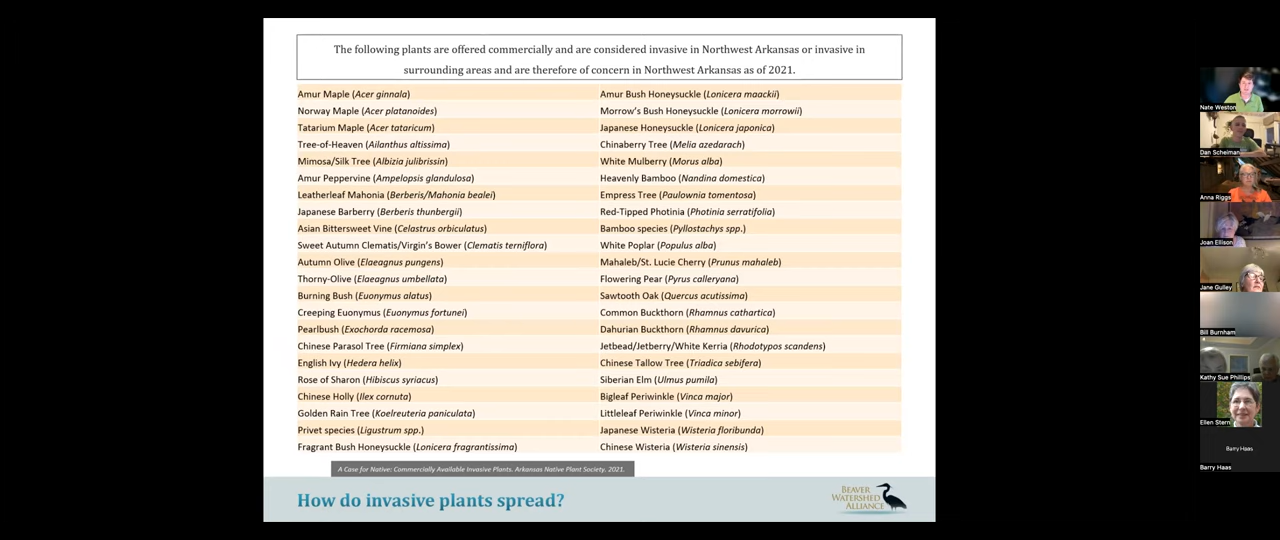 The following plants are offered commercially and are considered invasive in Northwest Arkansas or invasive in
surrounding areas and are therefore of concern in Northwest Arkansas as of 2021.
Amur Maple (Acer ginnala)
Norway Maple (Acer platanoides)
Tatarium Maple (Acer tataricum)
Tree-of-Heaven (Ailanthus altissima)
Mimosa/Silk Tree (Albizia julibrissin)
Amur Peppervine (Ampelopsis glandulosa)
Leatherleaf Mahonia (Berberis/Mahonia bealei)
Japanese Barberry (Berberis thunbergii)
Asian Bittersweet Vine (Celastrus orbiculatus)
Sweet Autumn Clematis/Virgin's Bower (Clematis terniflora)
Autumn Olive (Elaeagnus pungens)
Thorny-Olive (Elaeagnus umbellata)
Burning Bush (Euonymus alatus)
Creeping Euonymus (Euonymus fortunei)
Pearlbush (Exochorda racemosa)
Chinese Parasol Tree (Firmiana simplex)
English Ivy (Hedera helix)
Rose of Sharon (Hibiscus syriacus)
Chinese Holly (Ilex cornuta)
Golden Rain Tree (Koelreuteria paniculata)
Privet species (Ligustrum spp.)
Fragrant Bush Honeysuckle (Lonicera fragrantissima)
Amur Bush Honeysuckle (Lonicera maackii)
Morrow's Bush Honeysuckle (Lonicera morrowii)
Japanese Honeysuckle (Lonicera japonica)
Chinaberry Tree (Melia azedarach)
White Mulberry (Morus alba)
Heavenly Bamboo (Nandina domestica)
Empress Tree (Paulownia tomentosa)
Red-Tipped Photinia (Photinia serratifolia)
Bamboo species (Pyllostachys spp.)
White Poplar (Populus alba)
Mahaleb/St. Lucie Cherry (Prunus mahaleb)
Flowering Pear (Pyrus calleryana)
Sawtooth Oak (Quercus acutissima)
Common Buckthorn (Rhamnus cathartica)
Dahurian Buckthorn (Rhamnus davurica)
Jetbead/Jetberry/White Kerria (Rhodotypos scandens)
Chinese Tallow Tree (Triadica sebifera)
Siberian Elm (Ulmus pumila)
Bigleaf Periwinkle (Vinca major)
Littleleaf Periwinkle (Vinca minor)
Japanese Wisteria (Wisteria floribunda)
Chinese Wisteria (Wisteria sinensis)
A Case for Native: Commercially Available Invasive Plants. Arkansas Native Plant Society, 2021.
How do invasive plants spread?
BEAVER
WATERSHED
ALLIANCE
Nate Weston
Dan Scheiman
Anna Riggs
Joan Ellison
Jane Gulley
Bill Burnham
Kathy Sue Phillips
Ellen Stern
Barry Haas
Barry Haas